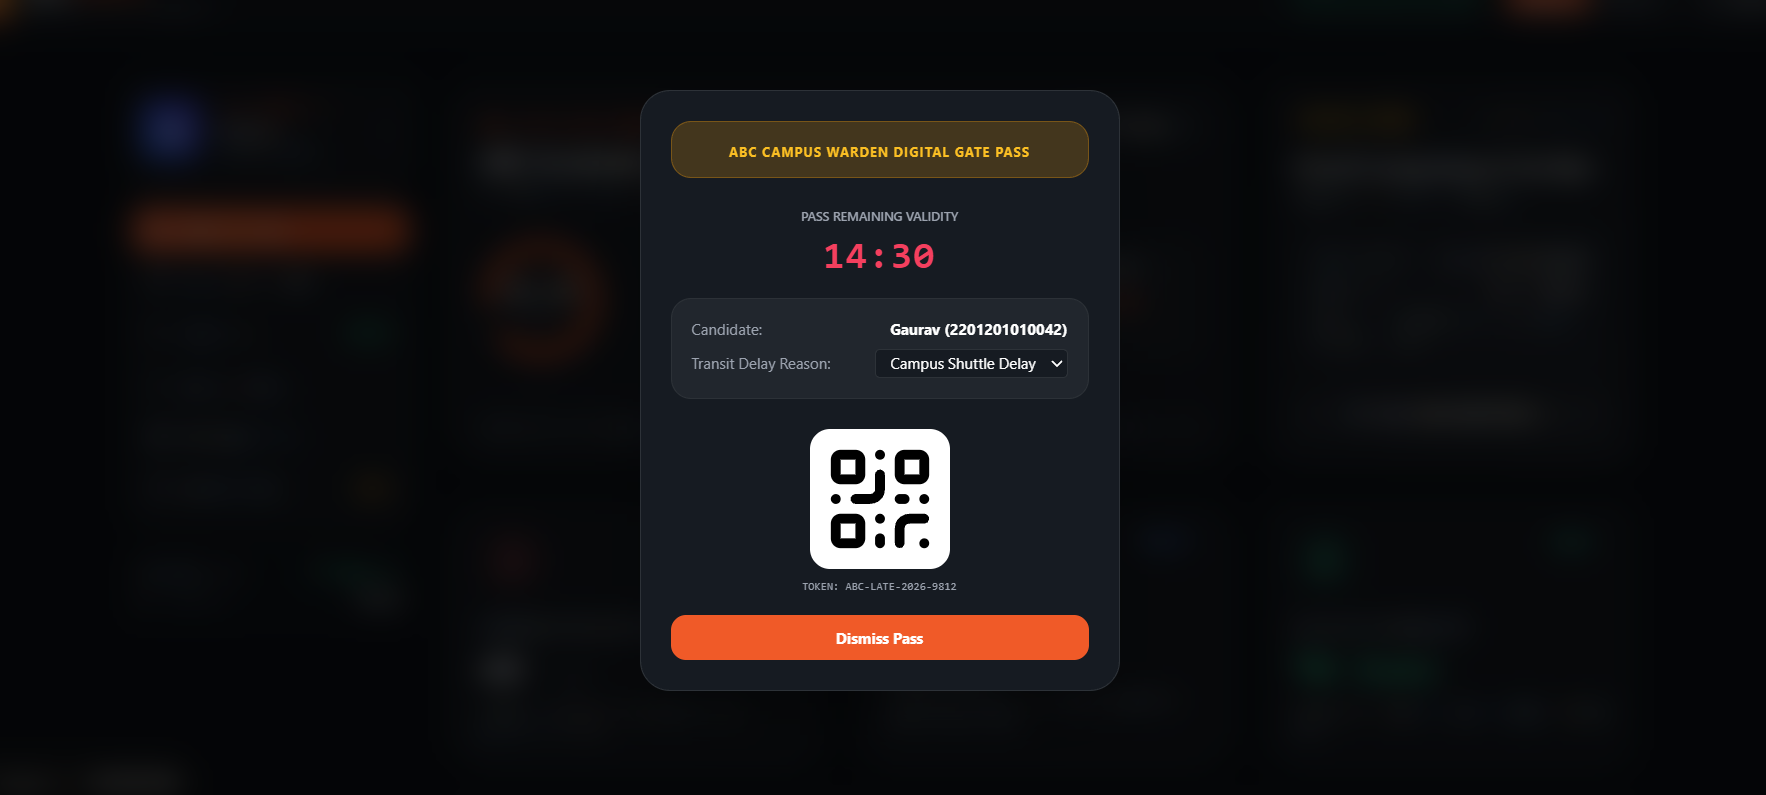 ABC CAMPUS WARDEN DIGITAL GATE PASS
PASS REMAINING VALIDITY
14:30
Candidate: Gaurav (2201201010042)
Transit Delay Reason: Campus Shuttle Delay
TOKEN: ABC-LATE-2026-9812
Dismiss Pass